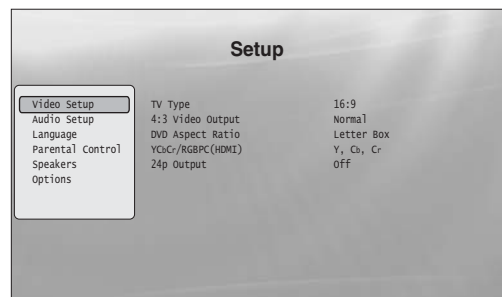 Setup
Video Setup
Audio Setup
Language
Parental Control
Speakers
Options
TV Type 16:9
4:3 Video Output Normal
DVD Aspect Ratio Letter Box
YCbCr/RGBPC(HDMI) Y, Cb, Cr
24p Output Off